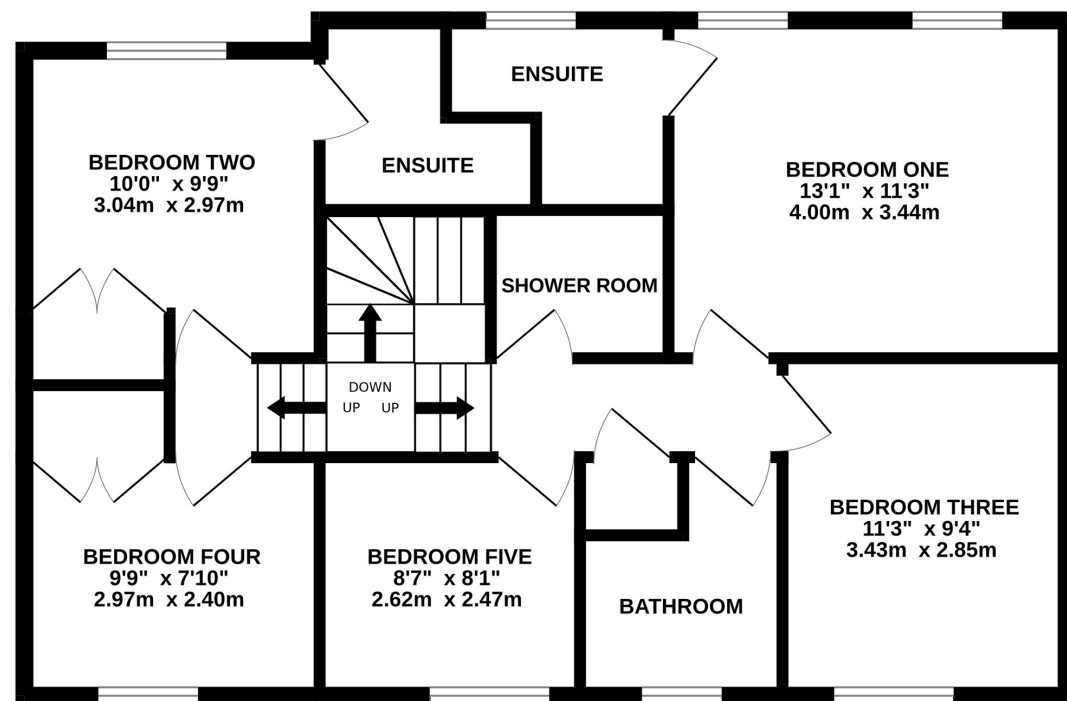 ENSUITE
BEDROOM TWO
10'0"  x 9'9"
3.04m  x 2.97m
ENSUITE
BEDROOM ONE
13'1"  x 11'3"
4.00m  x 3.44m
SHOWER ROOM
DOWN
UP UP
BEDROOM THREE
11'3"  x 9'4"
3.43m  x 2.85m
BEDROOM FOUR
9'9"  x 7'10"
2.97m  x 2.40m
BEDROOM FIVE
8'7"  x 8'1"
2.62m  x 2.47m
BATHROOM